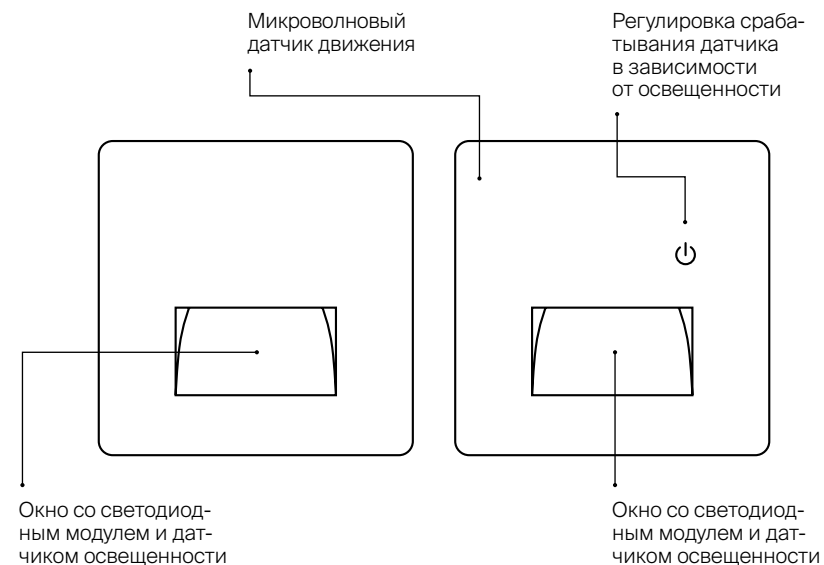 Микроволновый
датчик движения
Регулировка сраба-
тывания датчика
в зависимости
от освещенности
Окно со светодиод-
ным модулем и дат-
чиком освещенности
Окно со светодиод-
ным модулем и дат-
чиком освещенности